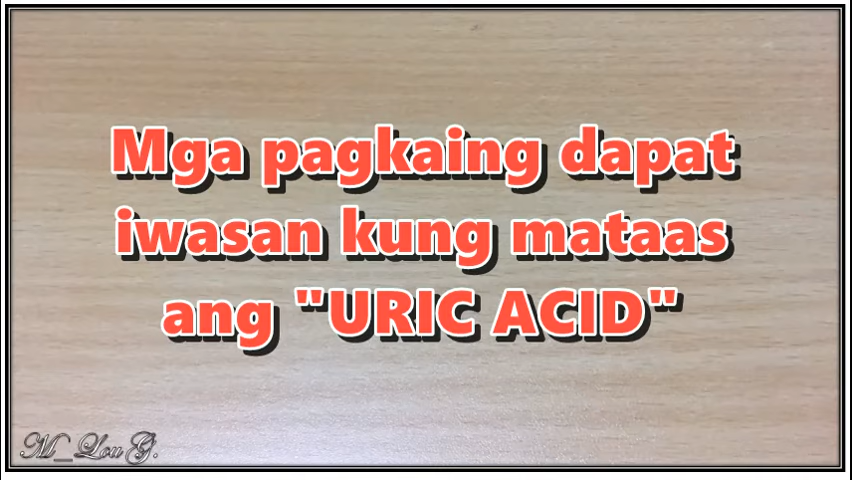 Mga pagkaing dapat
iwasan kung mataas
ang "URIC ACID"
M_Lou G.